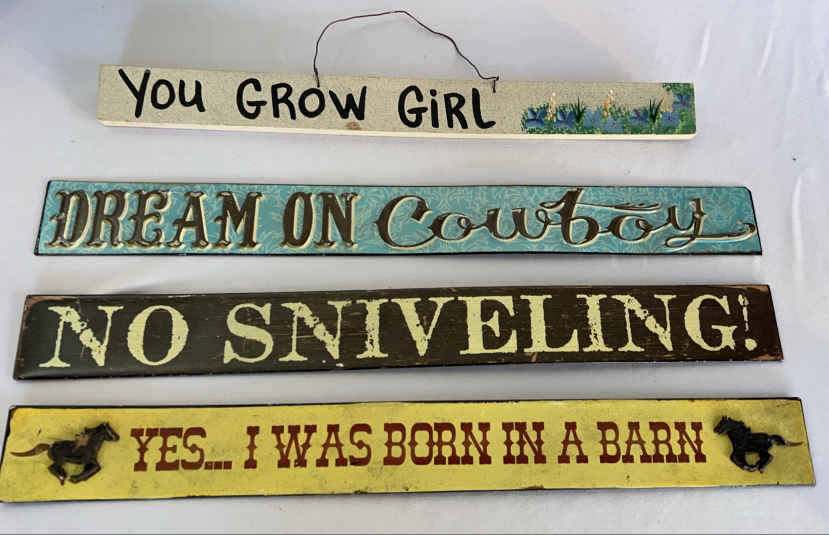 You GROW GiRL
DREAM ON Cowboy
NO SNIVELING!
YES... I WAS BORN IN A BARN